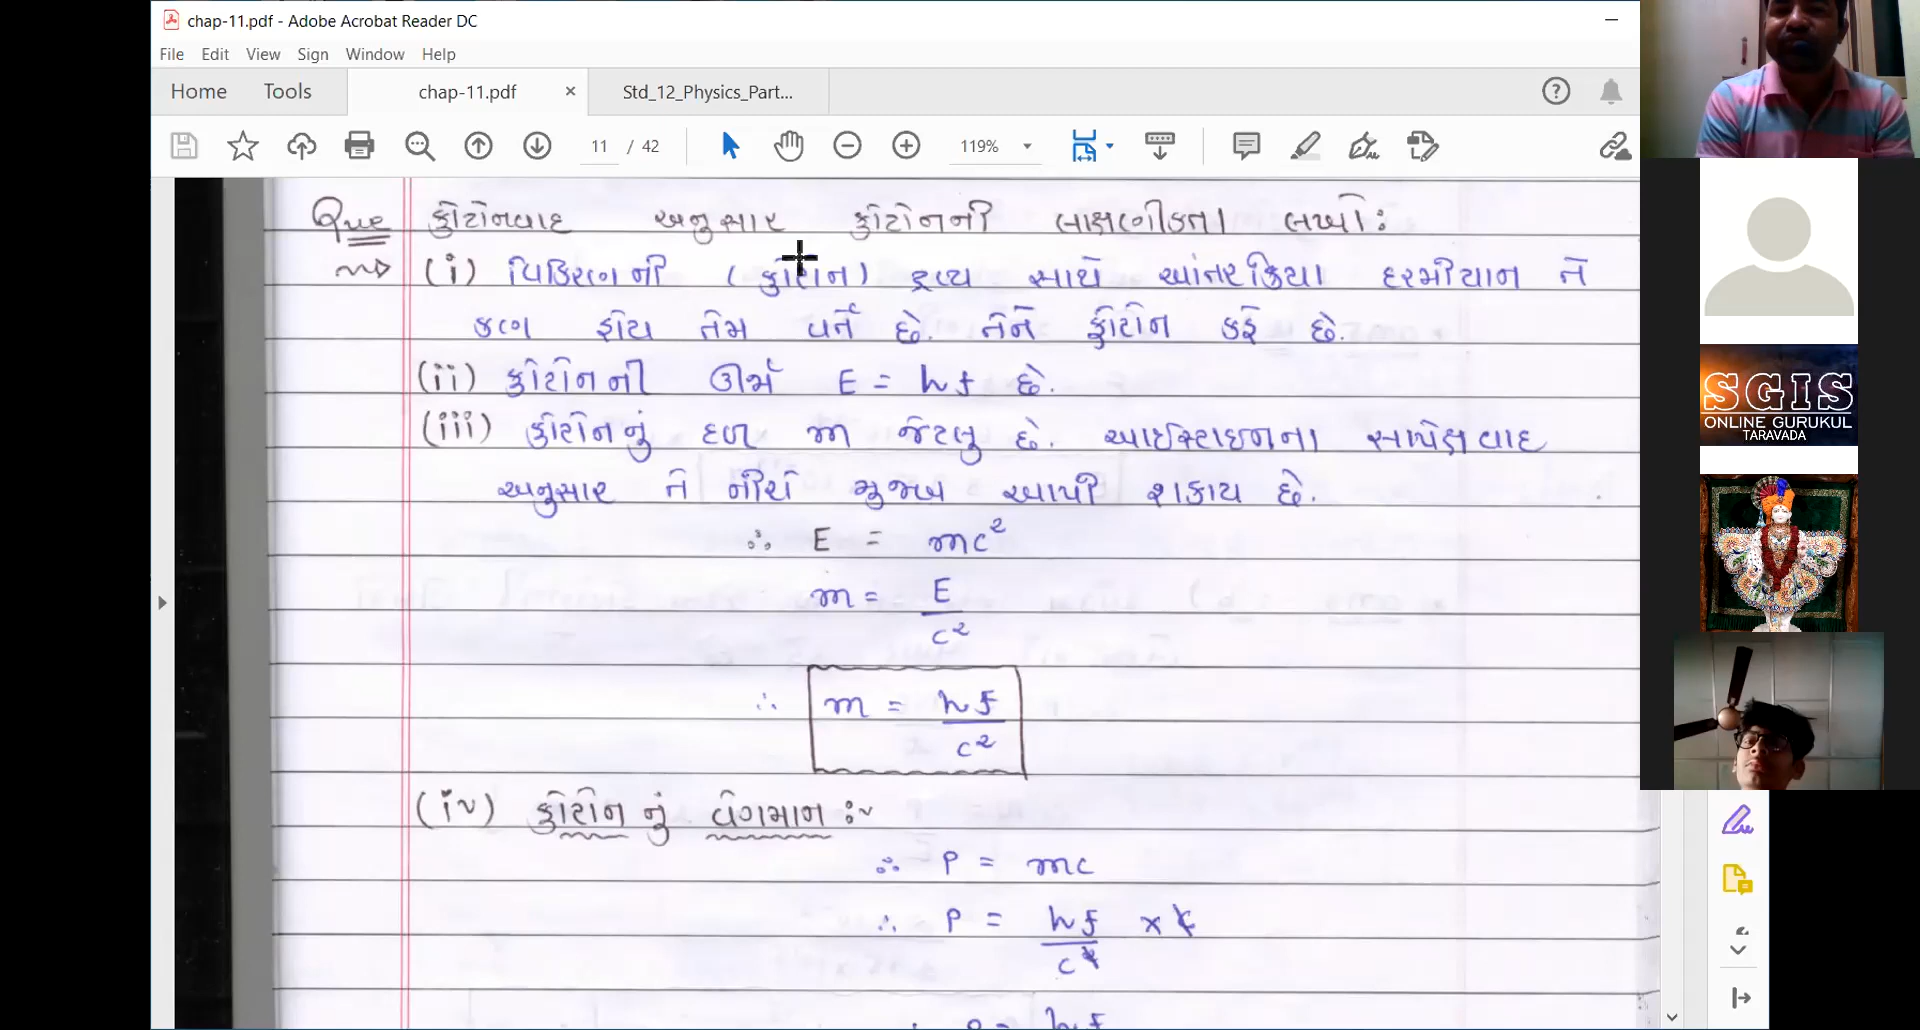 chap-11.pdf - Adobe Acrobat Reader DC
File Edit View Sign Window Help
Home Tools chap-11.pdf × Std_12_Physics_Part...
11 / 42 119%
Que ફોટોનવાદ અનુસાર ફોટોનની લાક્ષણીકતા લખો:
(i) વિકિરણની (ફોટોન) દ્રવ્ય સાથે આંતરક્રિયા દરમીયાન તે
કણ હોય તેમ વર્તે છે. તેને ફોટોન કહે છે.
(ii) ફોટોનની ઊર્જા E = hf છે.
(iii) ફોટોનનું દળ m જેટલુ છે. આઇન્સ્ટાઇનના સાપેક્ષવાદ
અનુસાર તે નીચે મુજબ આપી શકાય છે.
∴ E = mc²
m = E
c²
∴ m = hf
c²
(iv) ફોટોન નું વેગમાન :~
∴ P = mc
∴ P = hf × c
c²
∴ P = hf
SGIS
ONLINE GURUKUL
TARAVADA